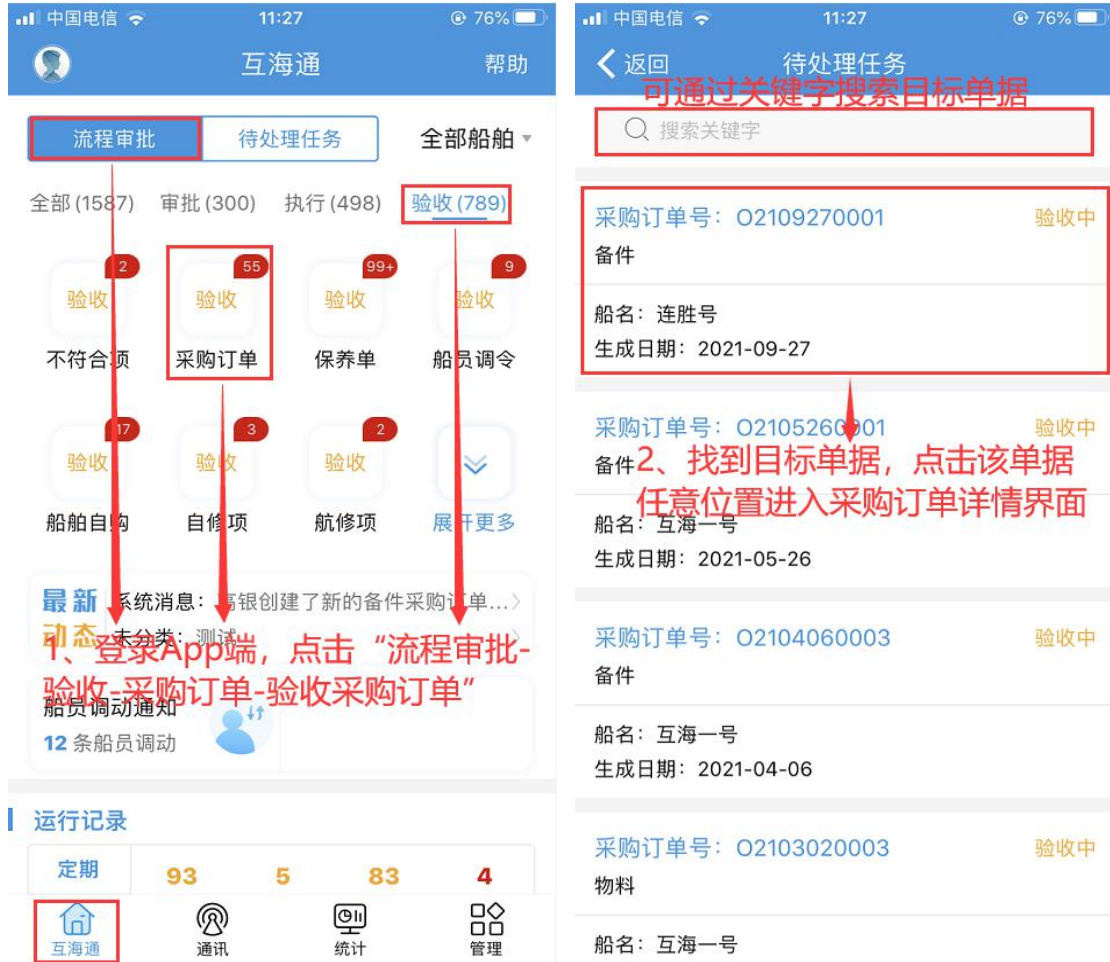 中国电信 11:27 76%
互海通 帮助
流程审批 待处理任务 全部船舶
全部(1587) 审批(300) 执行(498) 验收(789)
2 55 99+ 9
验收 验收 验收 验收
不符合项 采购订单 保养单 船员调令
17 3 2
验收 验收 验收
船舶自购 自修项 航修项 展开更多
最新 系统消息：高银创建了新的备件采购订单...
动态 未分类：测试
1、登录App端，点击“流程审批-
验收-采购订单-验收采购订单”
船员调动通知
12 条船员调动
运行记录
定期 93 5 83 4
互海通 通讯 统计 管理
中国电信 11:27 76%
返回 待处理任务
可通过关键字搜索目标单据
搜索关键字
采购订单号：O2109270001 验收中
备件
船名：连胜号
生成日期：2021-09-27
采购订单号：O2105260001 验收中
备件
2、找到目标单据，点击该单据
任意位置进入采购订单详情界面
船名：互海一号
生成日期：2021-05-26
采购订单号：O2104060003 验收中
备件
船名：互海一号
生成日期：2021-04-06
采购订单号：O2103020003 验收中
物料
船名：互海一号